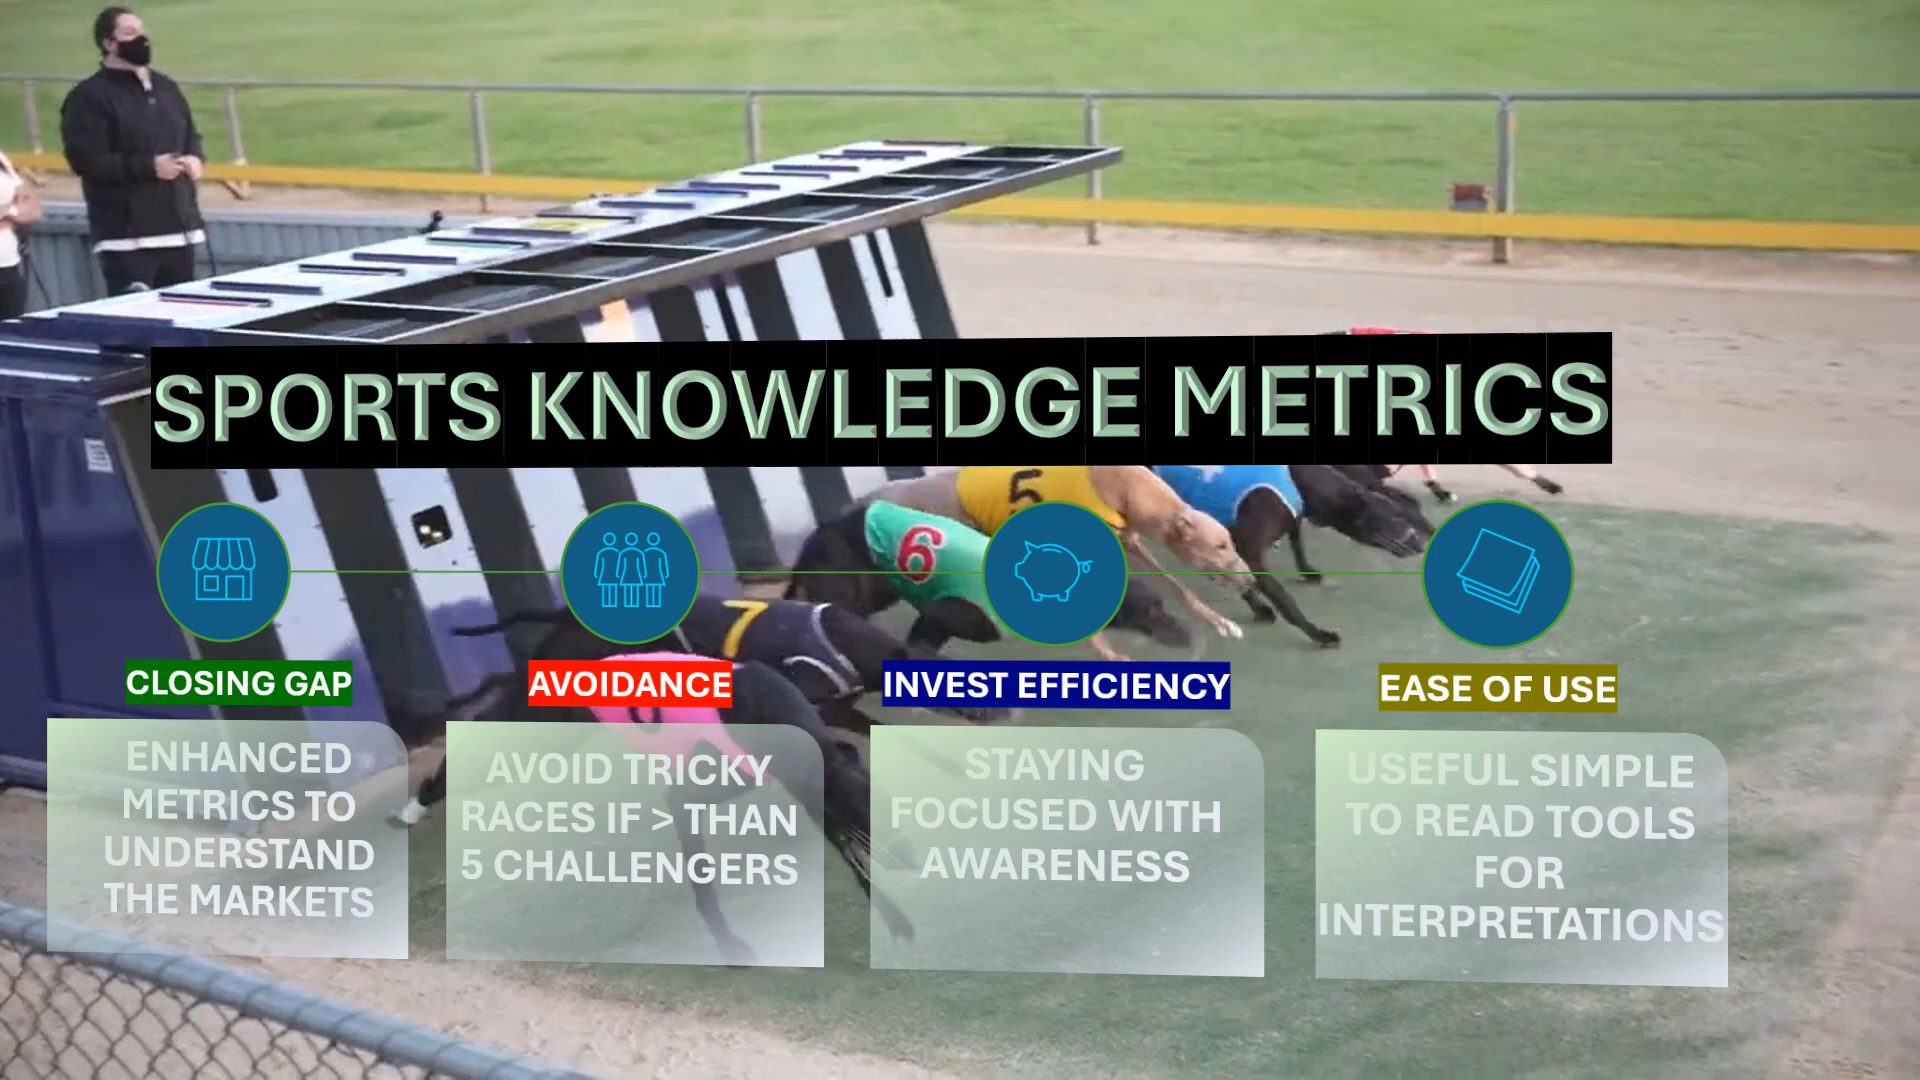 SPORTS KNOWLEDGE METRICS
5
6
7
CLOSING GAP
AVOIDANCE
INVEST EFFICIENCY
EASE OF USE
ENHANCED
METRICS TO
UNDERSTAND
THE MARKETS
AVOID TRICKY
RACES IF > THAN
5 CHALLENGERS
STAYING
FOCUSED WITH
AWARENESS
USEFUL SIMPLE
TO READ TOOLS
FOR
INTERPRETATIONS